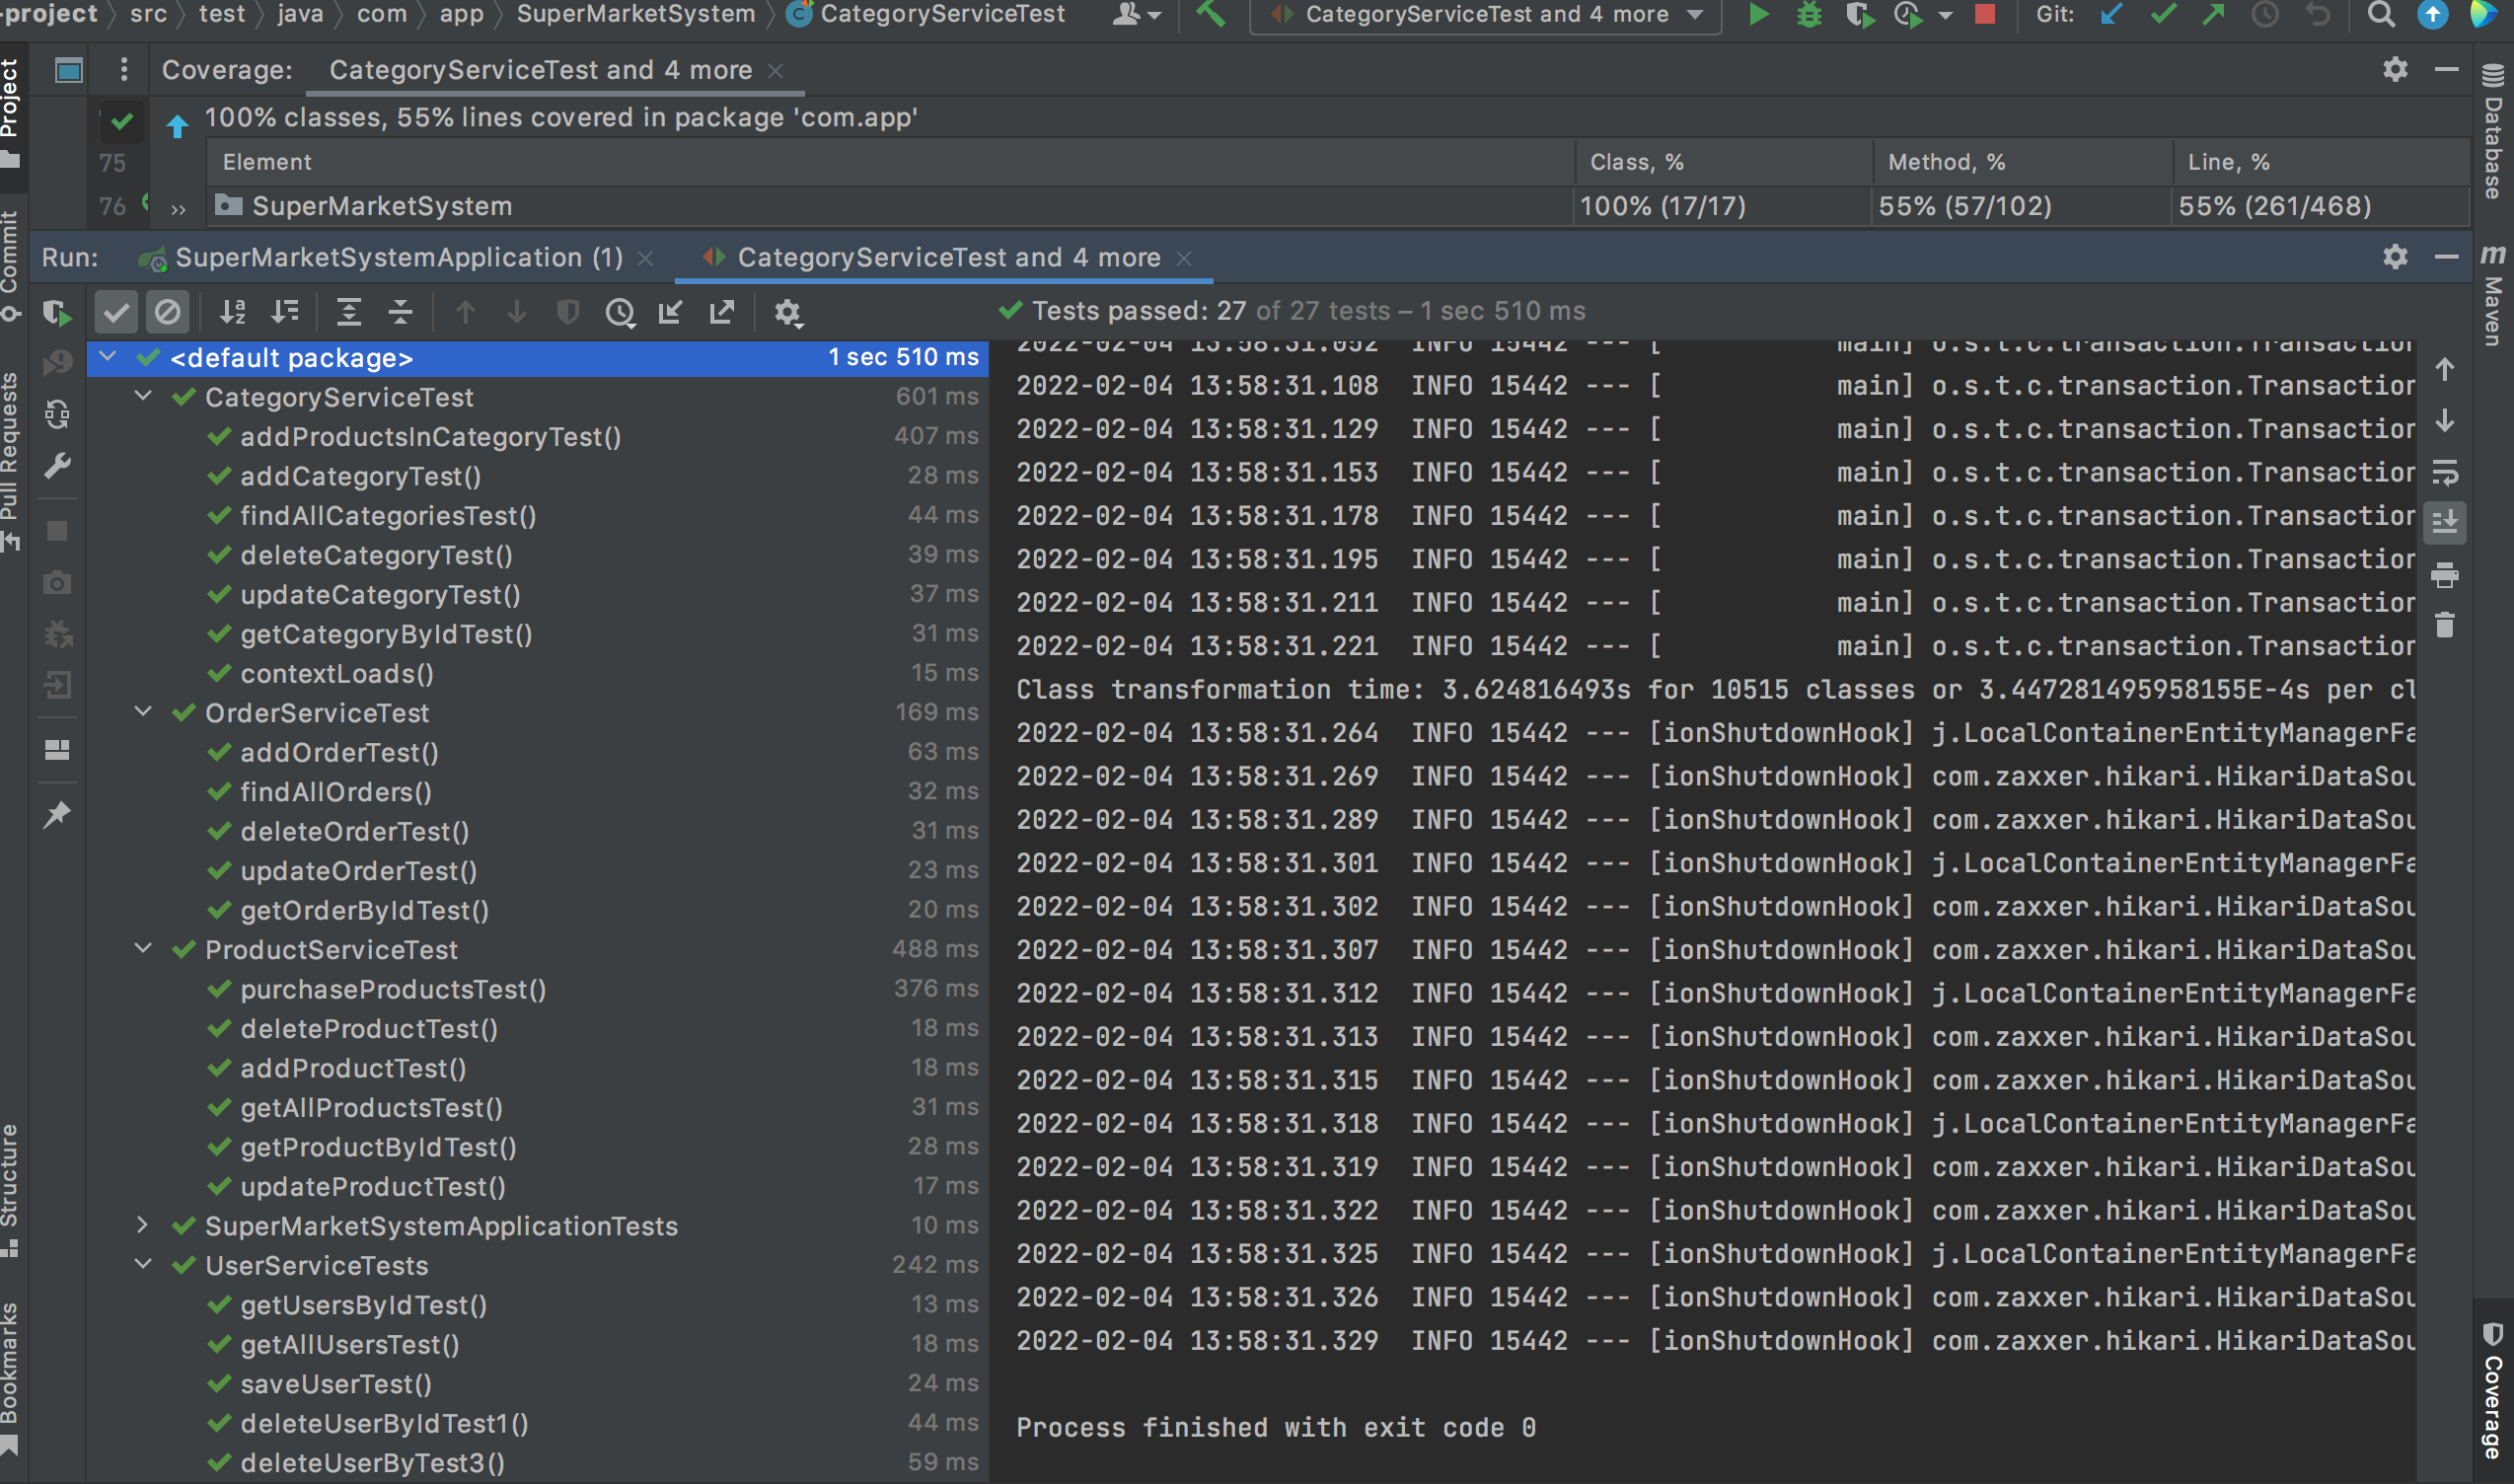 -project src test java com app SuperMarketSystem CategoryServiceTest CategoryServiceTest and 4 more Git:
Coverage: CategoryServiceTest and 4 more
100% classes, 55% lines covered in package 'com.app'
75 Element Class, % Method, % Line, %
76 SuperMarketSystem 100% (17/17) 55% (57/102) 55% (261/468)
Run: SuperMarketSystemApplication (1) CategoryServiceTest and 4 more
Tests passed: 27 of 27 tests – 1 sec 510 ms
<default package> 1 sec 510 ms
CategoryServiceTest 601 ms
addProductsInCategoryTest() 407 ms
addCategoryTest() 28 ms
findAllCategoriesTest() 44 ms
deleteCategoryTest() 39 ms
updateCategoryTest() 37 ms
getCategoryByIdTest() 31 ms
contextLoads() 15 ms
OrderServiceTest 169 ms
addOrderTest() 63 ms
findAllOrders() 32 ms
deleteOrderTest() 31 ms
updateOrderTest() 23 ms
getOrderByIdTest() 20 ms
ProductServiceTest 488 ms
purchaseProductsTest() 376 ms
deleteProductTest() 18 ms
addProductTest() 18 ms
getAllProductsTest() 31 ms
getProductByIdTest() 28 ms
updateProductTest() 17 ms
SuperMarketSystemApplicationTests 10 ms
UserServiceTests 242 ms
getUsersByIdTest() 13 ms
getAllUsersTest() 18 ms
saveUserTest() 24 ms
deleteUserByIdTest1() 44 ms
deleteUserByTest3() 59 ms
2022-02-04 13:58:31.052 INFO 15442 --- [ main] o.s.t.c.transaction.Transaction
2022-02-04 13:58:31.108 INFO 15442 --- [ main] o.s.t.c.transaction.Transaction
2022-02-04 13:58:31.129 INFO 15442 --- [ main] o.s.t.c.transaction.Transaction
2022-02-04 13:58:31.153 INFO 15442 --- [ main] o.s.t.c.transaction.Transaction
2022-02-04 13:58:31.178 INFO 15442 --- [ main] o.s.t.c.transaction.Transaction
2022-02-04 13:58:31.195 INFO 15442 --- [ main] o.s.t.c.transaction.Transaction
2022-02-04 13:58:31.211 INFO 15442 --- [ main] o.s.t.c.transaction.Transaction
2022-02-04 13:58:31.221 INFO 15442 --- [ main] o.s.t.c.transaction.Transaction
Class transformation time: 3.624816493s for 10515 classes or 3.447281495958155E-4s per cl
2022-02-04 13:58:31.264 INFO 15442 --- [ionShutdownHook] j.LocalContainerEntityManagerFa
2022-02-04 13:58:31.269 INFO 15442 --- [ionShutdownHook] com.zaxxer.hikari.HikariDataSou
2022-02-04 13:58:31.289 INFO 15442 --- [ionShutdownHook] com.zaxxer.hikari.HikariDataSou
2022-02-04 13:58:31.301 INFO 15442 --- [ionShutdownHook] j.LocalContainerEntityManagerFa
2022-02-04 13:58:31.302 INFO 15442 --- [ionShutdownHook] com.zaxxer.hikari.HikariDataSou
2022-02-04 13:58:31.307 INFO 15442 --- [ionShutdownHook] com.zaxxer.hikari.HikariDataSou
2022-02-04 13:58:31.312 INFO 15442 --- [ionShutdownHook] j.LocalContainerEntityManagerFa
2022-02-04 13:58:31.313 INFO 15442 --- [ionShutdownHook] com.zaxxer.hikari.HikariDataSou
2022-02-04 13:58:31.315 INFO 15442 --- [ionShutdownHook] com.zaxxer.hikari.HikariDataSou
2022-02-04 13:58:31.318 INFO 15442 --- [ionShutdownHook] j.LocalContainerEntityManagerFa
2022-02-04 13:58:31.319 INFO 15442 --- [ionShutdownHook] com.zaxxer.hikari.HikariDataSou
2022-02-04 13:58:31.322 INFO 15442 --- [ionShutdownHook] com.zaxxer.hikari.HikariDataSou
2022-02-04 13:58:31.325 INFO 15442 --- [ionShutdownHook] j.LocalContainerEntityManagerFa
2022-02-04 13:58:31.326 INFO 15442 --- [ionShutdownHook] com.zaxxer.hikari.HikariDataSou
2022-02-04 13:58:31.329 INFO 15442 --- [ionShutdownHook] com.zaxxer.hikari.HikariDataSou
Process finished with exit code 0
Project
Commit
Pull Requests
Structure
Bookmarks
Database
m Maven
Coverage